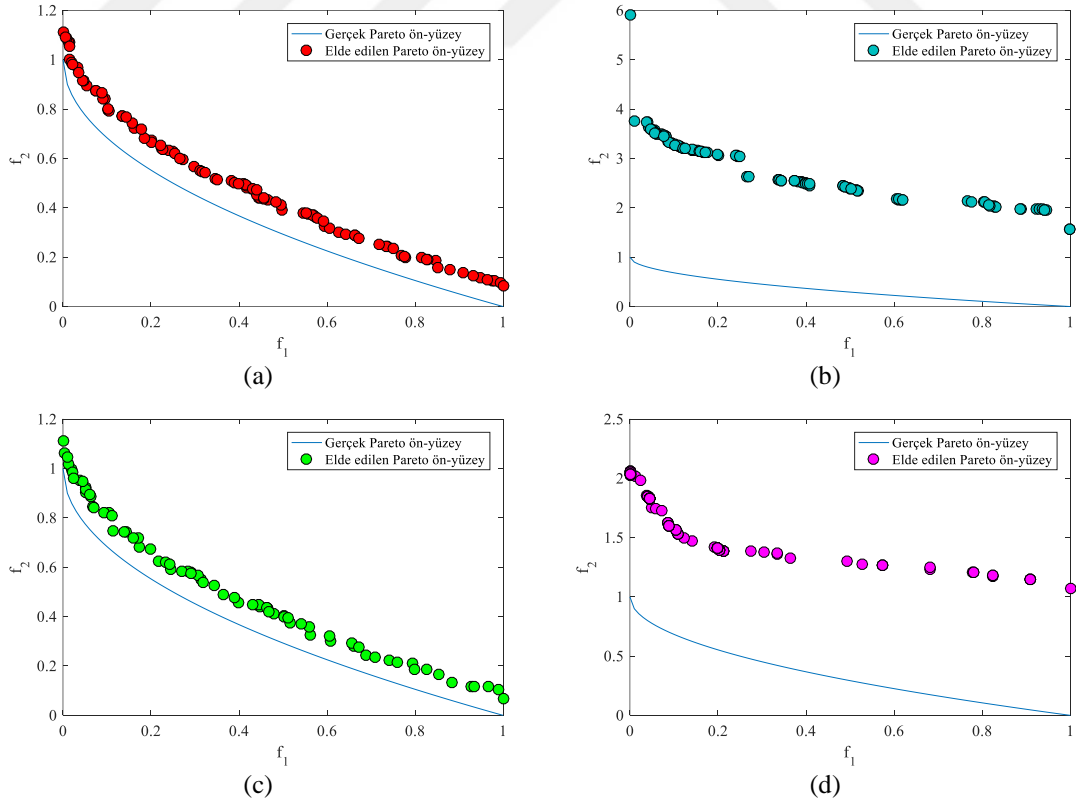 1.2
1
0.8
0.6
0.4
0.2
0
f2
0 0.2 0.4 0.6 0.8 1
f1
Gerçek Pareto ön-yüzey
Elde edilen Pareto ön-yüzey
(a)
6
5
4
3
2
1
0
f2
0 0.2 0.4 0.6 0.8 1
f1
Gerçek Pareto ön-yüzey
Elde edilen Pareto ön-yüzey
(b)
1.2
1
0.8
0.6
0.4
0.2
0
f2
0 0.2 0.4 0.6 0.8 1
f1
Gerçek Pareto ön-yüzey
Elde edilen Pareto ön-yüzey
(c)
2.5
2
1.5
1
0.5
0
f2
0 0.2 0.4 0.6 0.8 1
f1
Gerçek Pareto ön-yüzey
Elde edilen Pareto ön-yüzey
(d)